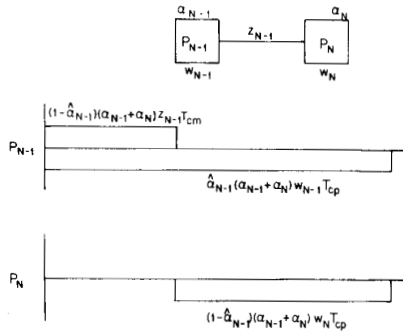 α_{N-1} α_N
P_{N-1} z_{N-1} P_N
w_{N-1} w_N
(1-α̂_{N-1})(α_{N-1}+α_N) z_{N-1}T_{cm}
P_{N-1}
α̂_{N-1}(α_{N-1}+α_N) w_{N-1} T_{cp}
P_N
(1-α̂_{N-1})(α_{N-1}+α_N) w_N T_{cp}